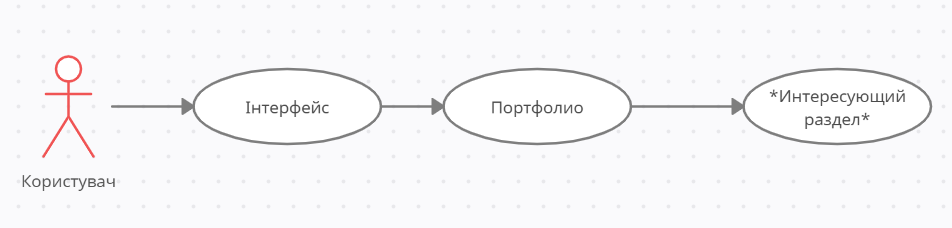 Інтерфейс
Портфолио
*Интересующий
раздел*
Користувач